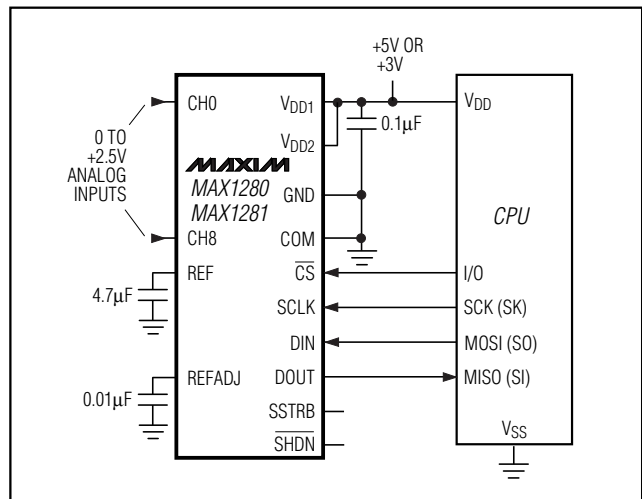 +5V OR
+3V
CH0
VDD1
VDD
0.1μF
VDD2
0 TO
+2.5V
ANALOG
INPUTS
MAXIM
MAX1280
MAX1281
GND
CPU
CH8
COM
REF
CS
I/O
4.7μF
SCLK
SCK (SK)
DIN
MOSI (SO)
REFADJ
DOUT
MISO (SI)
0.01μF
SSTRB
SHDN
VSS